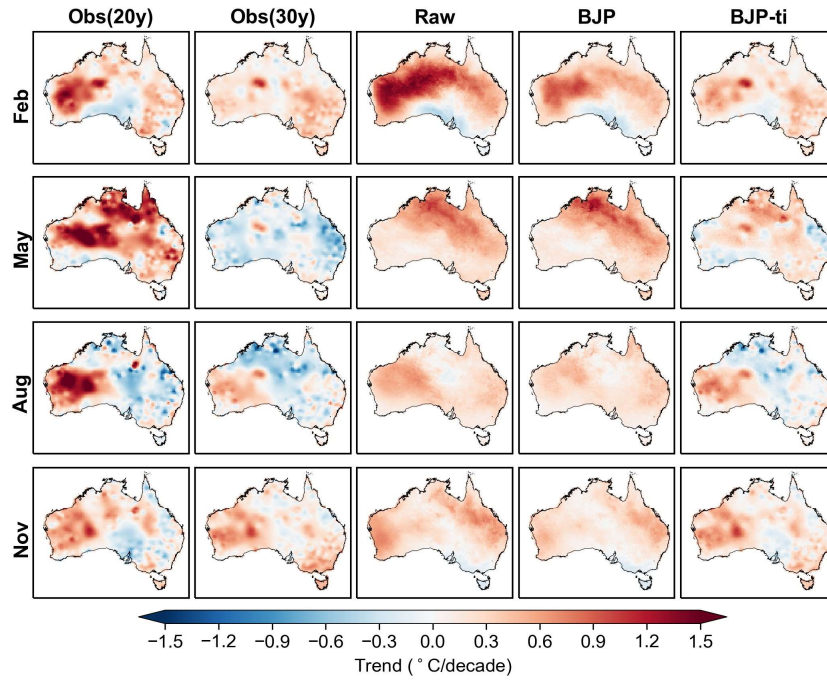 Obs(20y) Obs(30y) Raw BJP BJP-ti
Feb
May
Aug
Nov
−1.5 −1.2 −0.9 −0.6 −0.3 0.0 0.3 0.6 0.9 1.2 1.5
Trend (°C/decade)